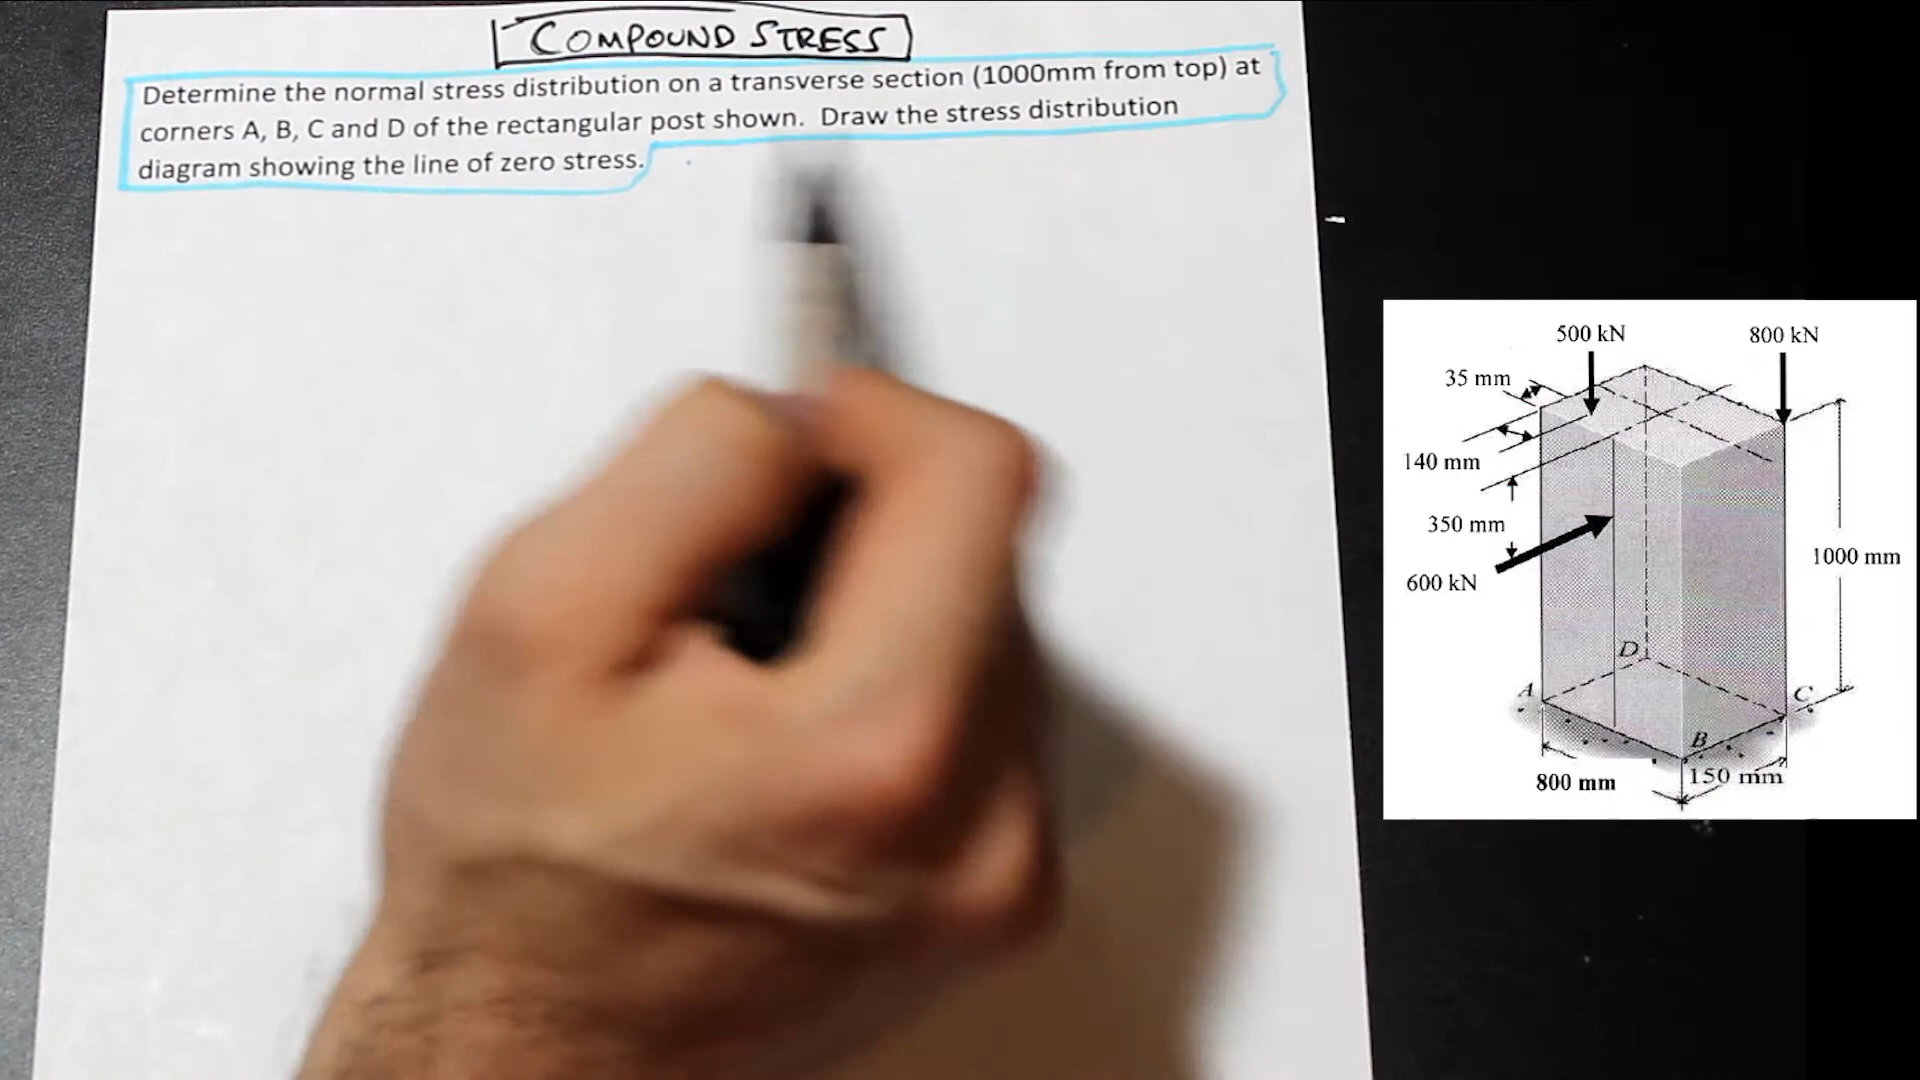 COMPOUND STRESS
Determine the normal stress distribution on a transverse section (1000mm from top) at
corners A, B, C and D of the rectangular post shown. Draw the stress distribution
diagram showing the line of zero stress.
500 kN
800 kN
35 mm
140 mm
350 mm
600 kN
1000 mm
D
A
C
B
800 mm
150 mm